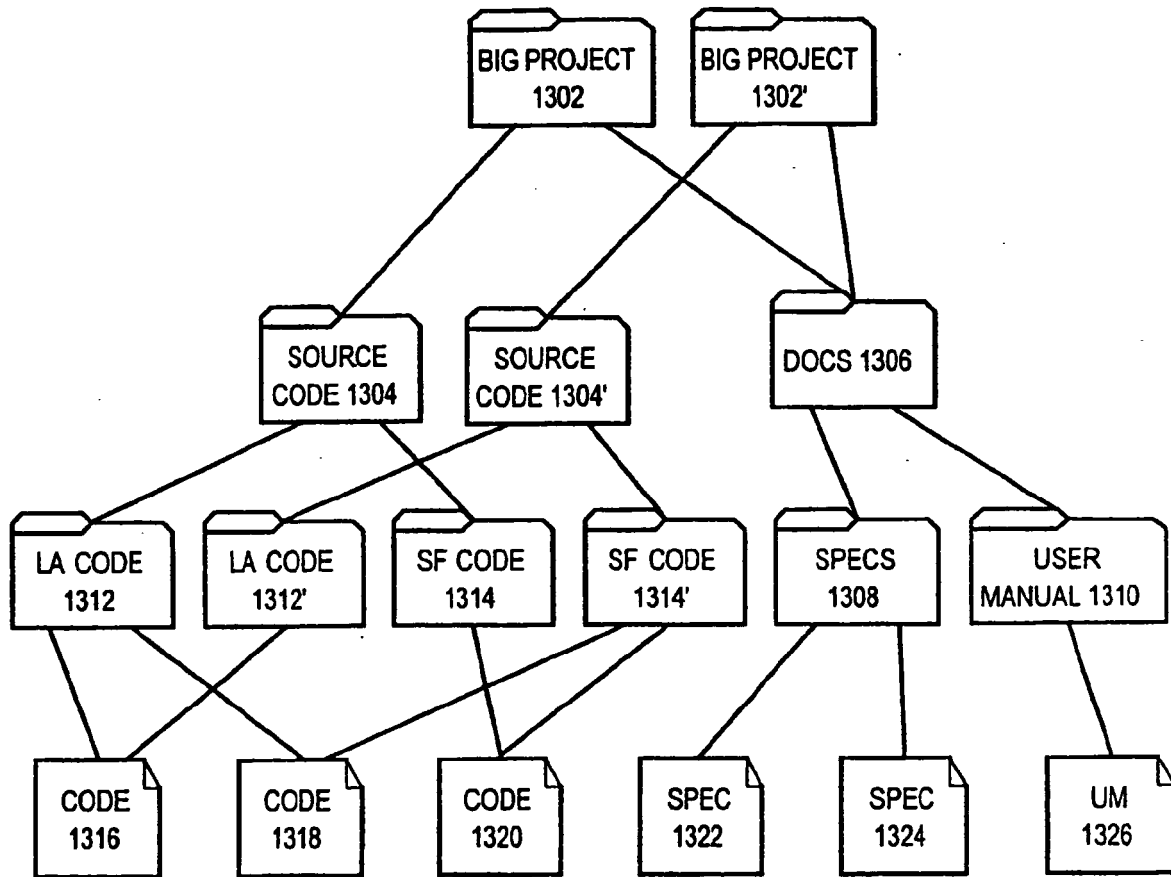 BIG PROJECT
1302
BIG PROJECT
1302'
SOURCE
CODE 1304
SOURCE
CODE 1304'
DOCS 1306
LA CODE
1312
LA CODE
1312'
SF CODE
1314
SF CODE
1314'
SPECS
1308
USER
MANUAL 1310
CODE
1316
CODE
1318
CODE
1320
SPEC
1322
SPEC
1324
UM
1326